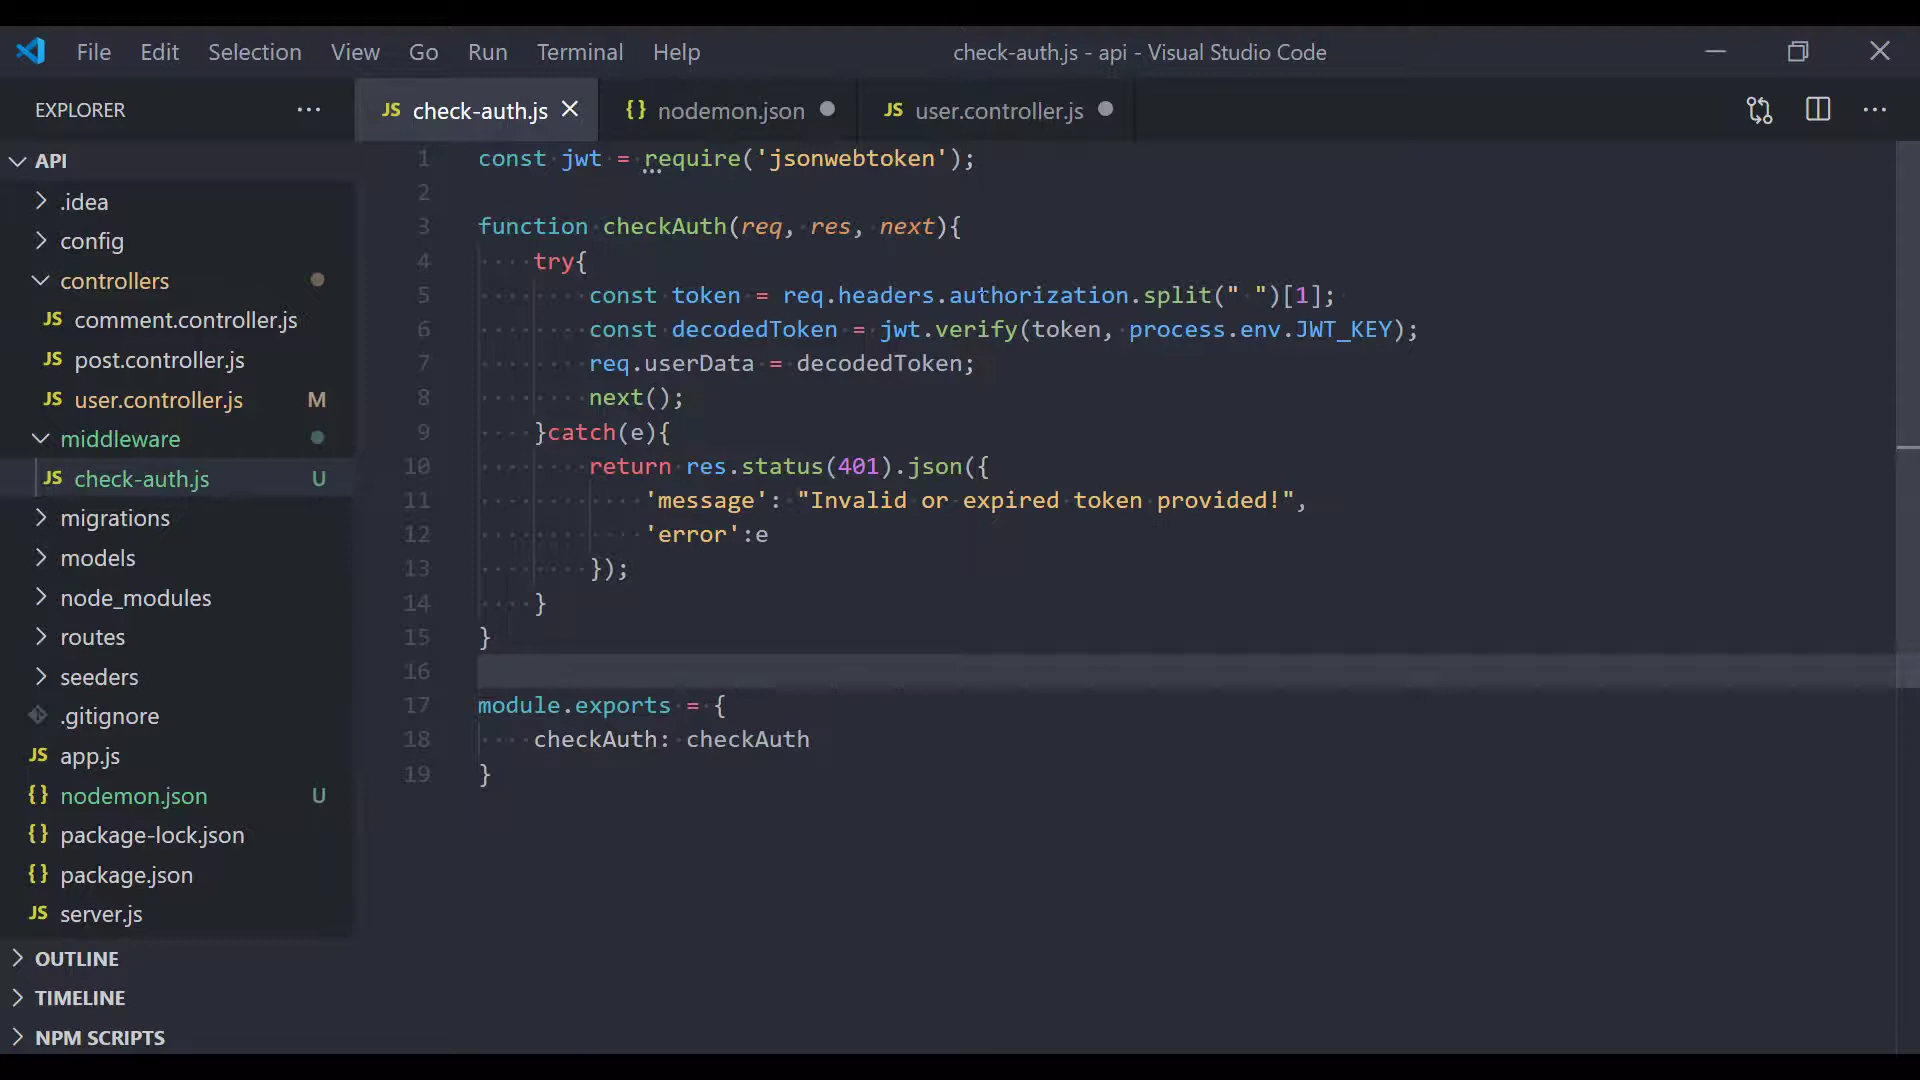 File Edit Selection View Go Run Terminal Help check-auth.js - api - Visual Studio Code
EXPLORER
JS check-auth.js
{} nodemon.json
JS user.controller.js
API
.idea
config
controllers
JS comment.controller.js
JS post.controller.js
JS user.controller.js M
middleware
JS check-auth.js U
migrations
models
node_modules
routes
seeders
.gitignore
JS app.js
{} nodemon.json U
{} package-lock.json
{} package.json
JS server.js
OUTLINE
TIMELINE
NPM SCRIPTS
1 const jwt = require('jsonwebtoken');
2
3 function checkAuth(req, res, next){
4 try{
5 const token = req.headers.authorization.split(" ")[1];
6 const decodedToken = jwt.verify(token, process.env.JWT_KEY);
7 req.userData = decodedToken;
8 next();
9 }catch(e){
10 return res.status(401).json({
11 'message': "Invalid or expired token provided!",
12 'error':e
13 });
14 }
15 }
16
17 module.exports = {
18 checkAuth: checkAuth
19 }